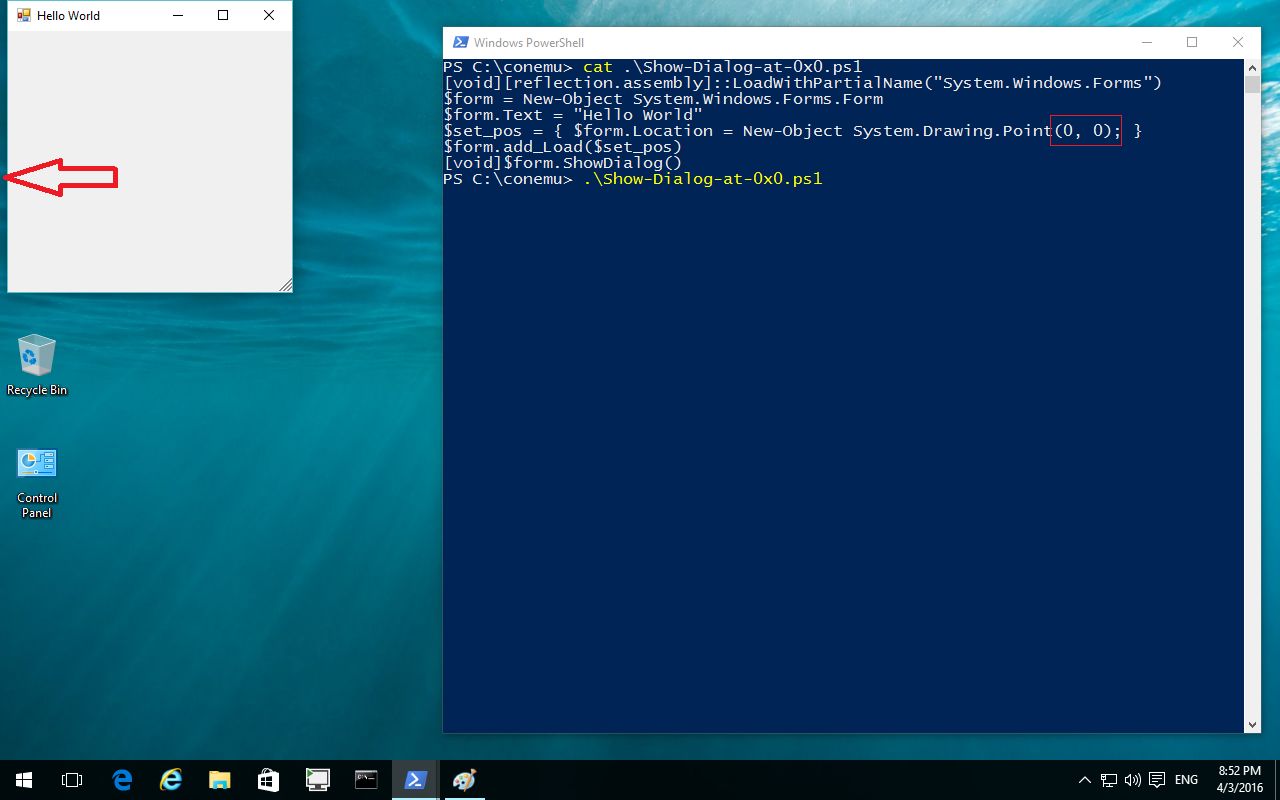 Hello World
Windows PowerShell
PS C:\conemu> cat .\Show-Dialog-at-0x0.ps1
[void][reflection.assembly]::LoadWithPartialName("System.Windows.Forms")
$form = New-Object System.Windows.Forms.Form
$form.Text = "Hello World"
$set_pos = { $form.Location = New-Object System.Drawing.Point(0, 0); }
$form.add_Load($set_pos)
[void]$form.ShowDialog()
PS C:\conemu> .\Show-Dialog-at-0x0.ps1
Recycle Bin
Control
Panel
ENG
8:52 PM
4/3/2016